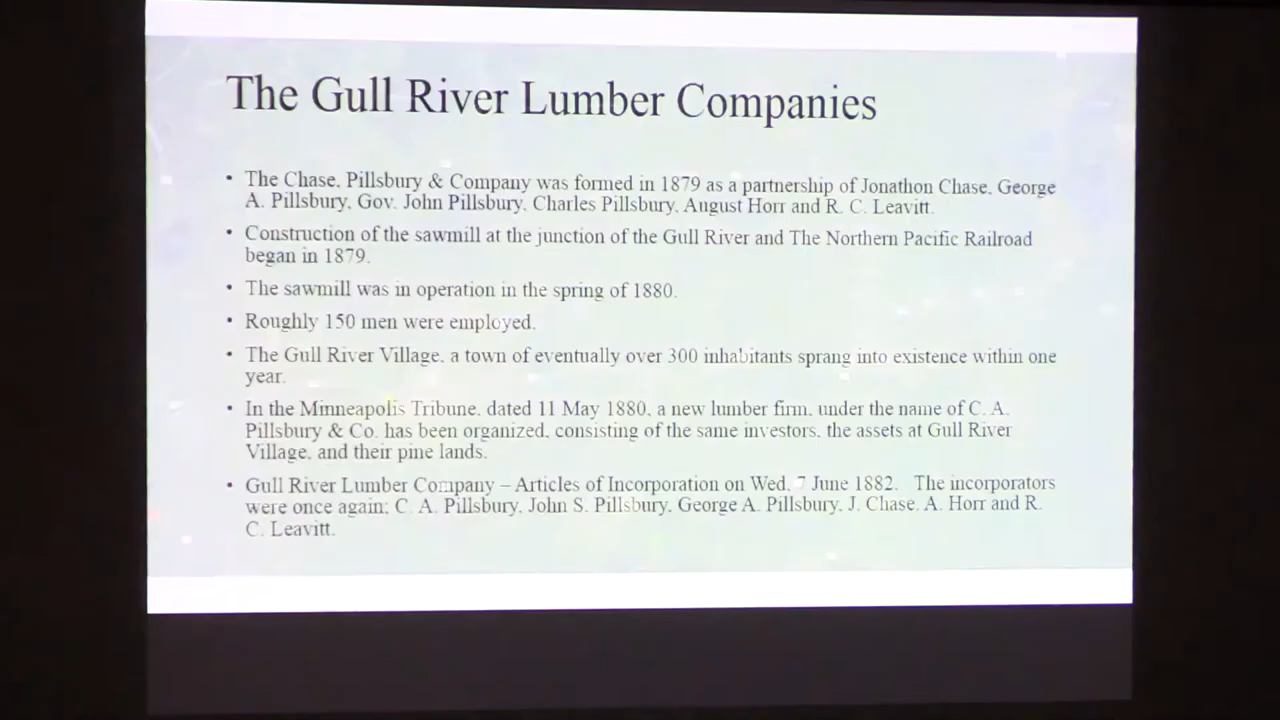 The Gull River Lumber Companies
• The Chase, Pillsbury & Company was formed in 1879 as a partnership of Jonathon Chase, George
A. Pillsbury, Gov. John Pillsbury, Charles Pillsbury, August Horr and R. C. Leavitt.
• Construction of the sawmill at the junction of the Gull River and The Northern Pacific Railroad
began in 1879.
• The sawmill was in operation in the spring of 1880.
• Roughly 150 men were employed.
• The Gull River Village, a town of eventually over 300 inhabitants sprang into existence within one
year.
• In the Minneapolis Tribune, dated 11 May 1880, a new lumber firm, under the name of C. A.
Pillsbury & Co. has been organized, consisting of the same investors, the assets at Gull River
Village, and their pine lands.
• Gull River Lumber Company – Articles of Incorporation on Wed. 7 June 1882. The incorporators
were once again; C. A. Pillsbury, John S. Pillsbury, George A. Pillsbury, J. Chase, A. Horr and R.
C. Leavitt.